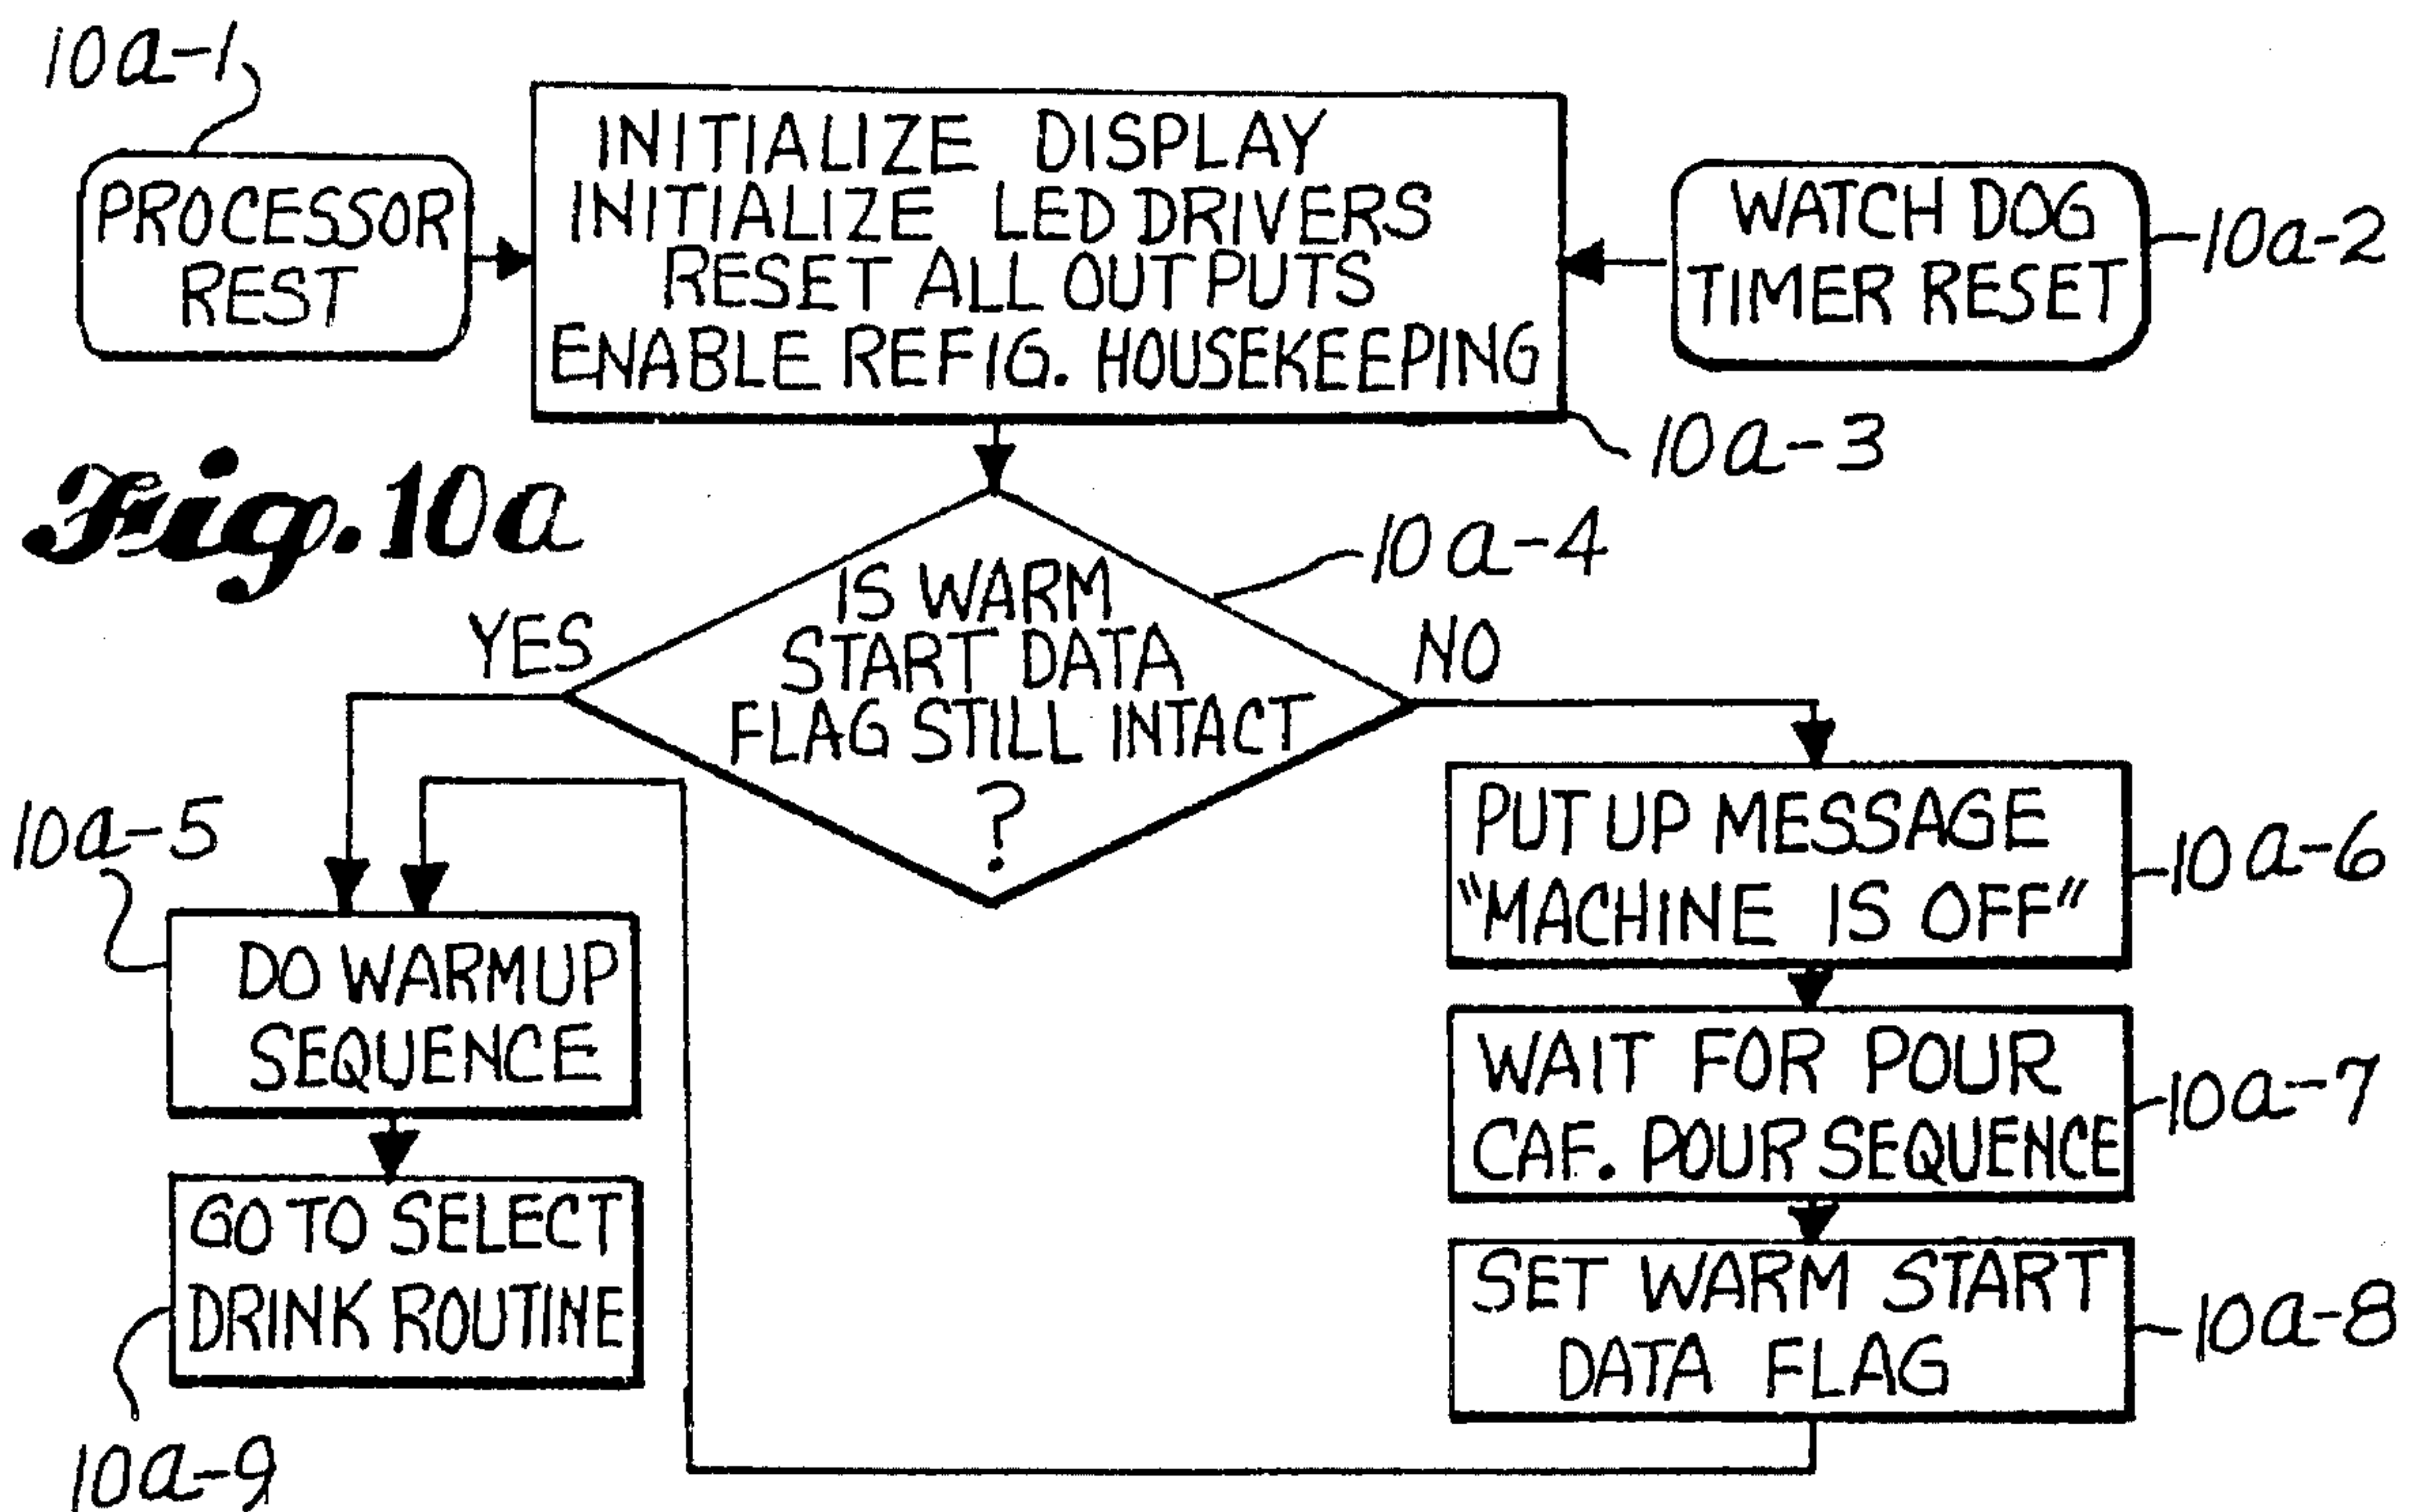 10a-1
PROCESSOR
REST
INITIALIZE DISPLAY
INITIALIZE LED DRIVERS
RESET ALL OUTPUTS
ENABLE REFIG. HOUSEKEEPING
WATCH DOG
TIMER RESET
10a-2
10a-3
Fig. 10a
10a-4
IS WARM
START DATA
FLAG STILL INTACT
?
YES
NO
10a-5
DO WARMUP
SEQUENCE
GO TO SELECT
DRINK ROUTINE
10a-9
PUT UP MESSAGE
"MACHINE IS OFF"
10a-6
WAIT FOR POUR
CAF. POUR SEQUENCE
10a-7
SET WARM START
DATA FLAG
10a-8